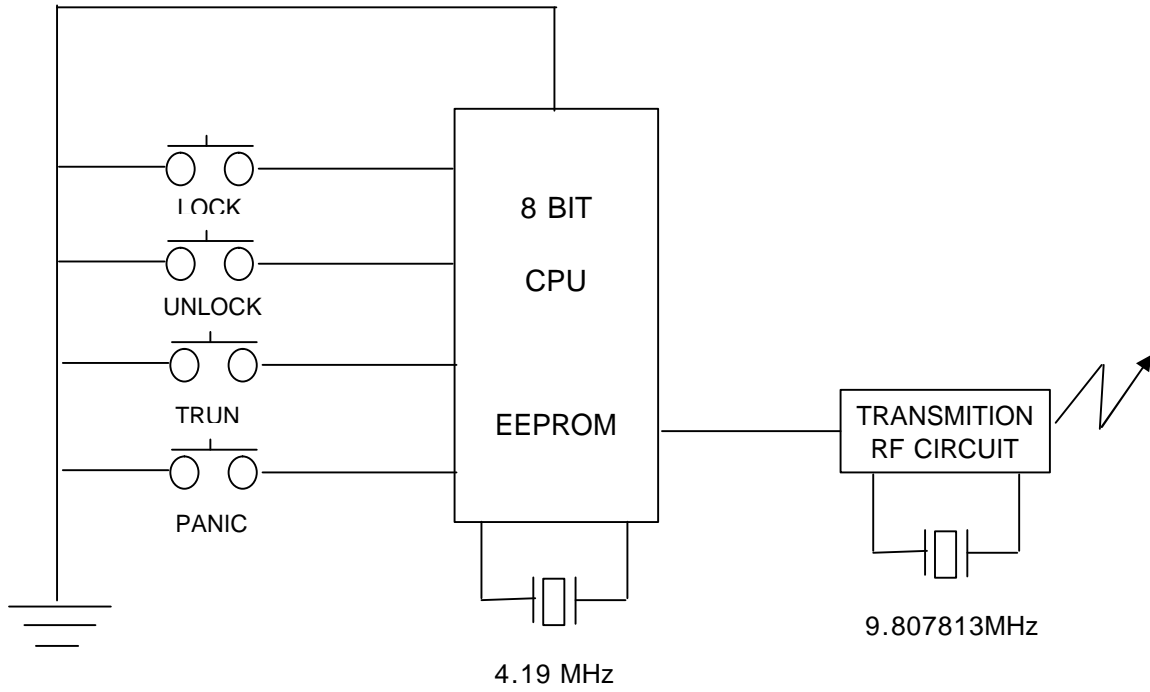 LOCK
8 BIT
CPU
UNLOCK
TRUN
EEPROM
PANIC
TRANSMITION
RF CIRCUIT
4.19 MHz
9.807813MHz